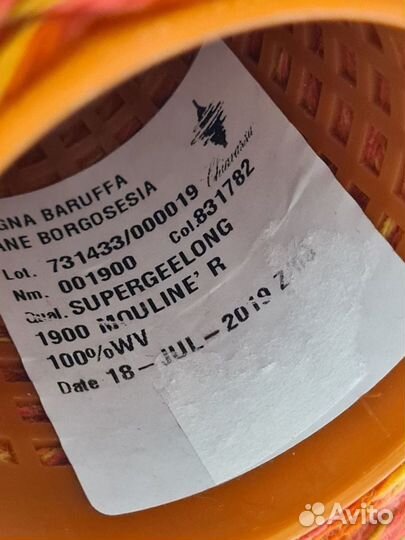 GNA BARUFFA
ANE BORGOSESIA
Chiavazza
Lot. 731433/000019
Nm. 001900 Col. 831782
Qual. SUPERGEELONG
1900 MOULINE' R
100%WV
Date 18-JUL-2019
Avito